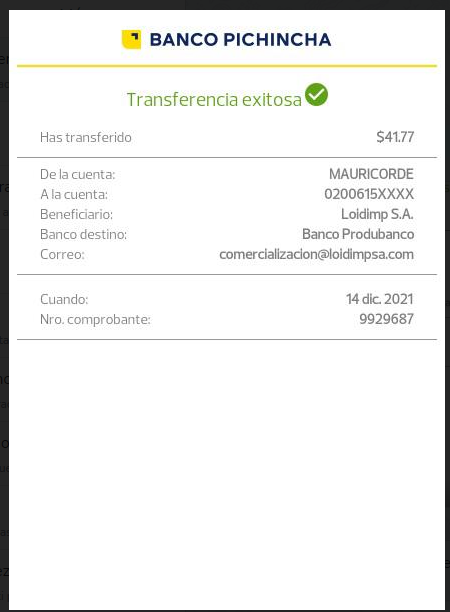 BANCO PICHINCHA
Transferencia exitosa
Has transferido $41.77
De la cuenta: MAURICORDE
A la cuenta: 0200615XXXX
Beneficiario: Loidimp S.A.
Banco destino: Banco Produbanco
Correo: comercializacion@loidimpsa.com
Cuando: 14 dic. 2021
Nro. comprobante: 9929687